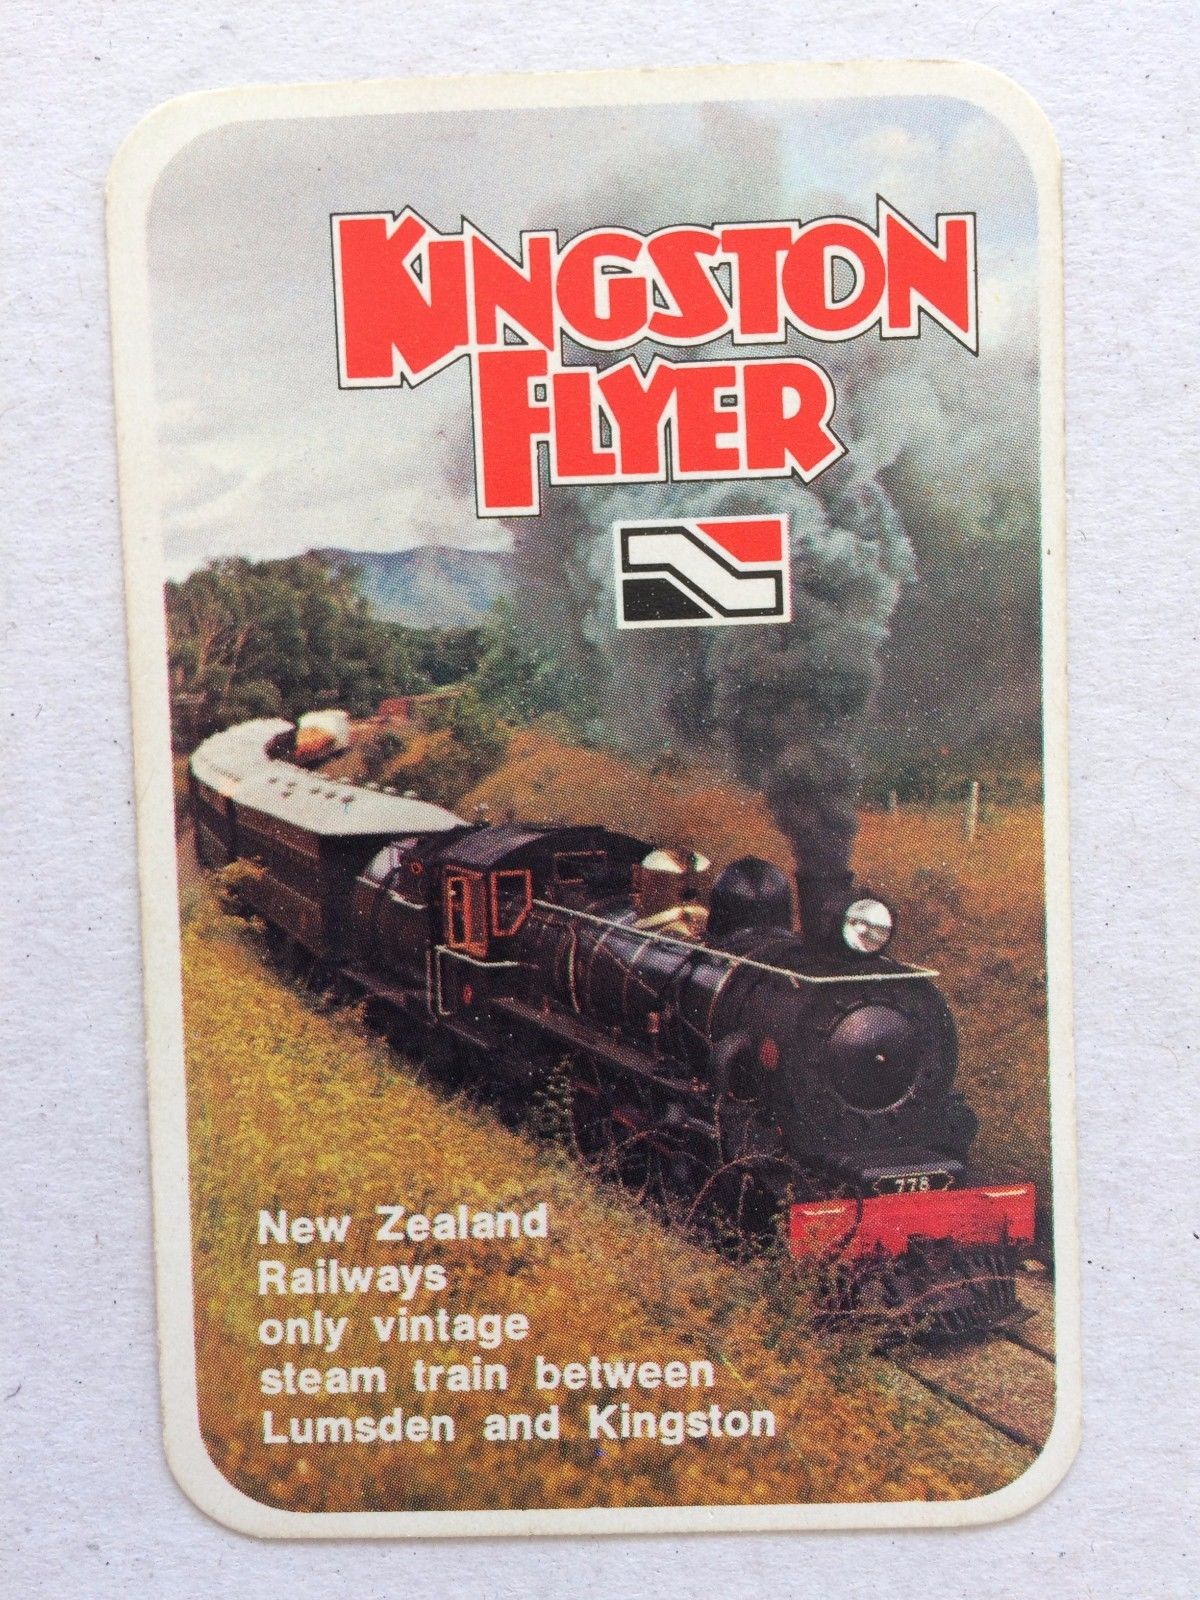 KINGSTON
FLYER
778
New Zealand
Railways
only vintage
steam train between
Lumsden and Kingston